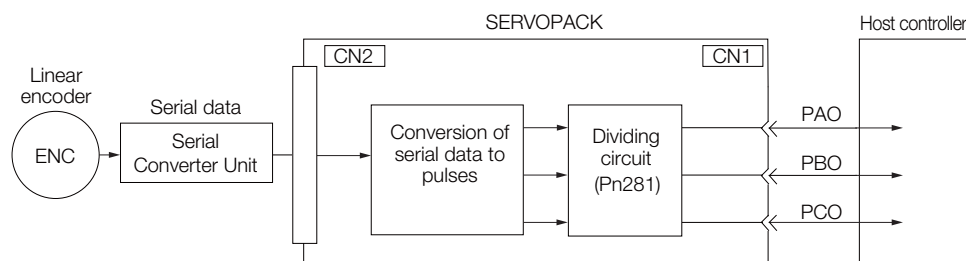 SERVOPACK
Host controller
CN2
CN1
Linear
encoder
Serial data
ENC
Serial
Converter Unit
Conversion of
serial data to
pulses
Dividing
circuit
(Pn281)
PAO
PBO
PCO